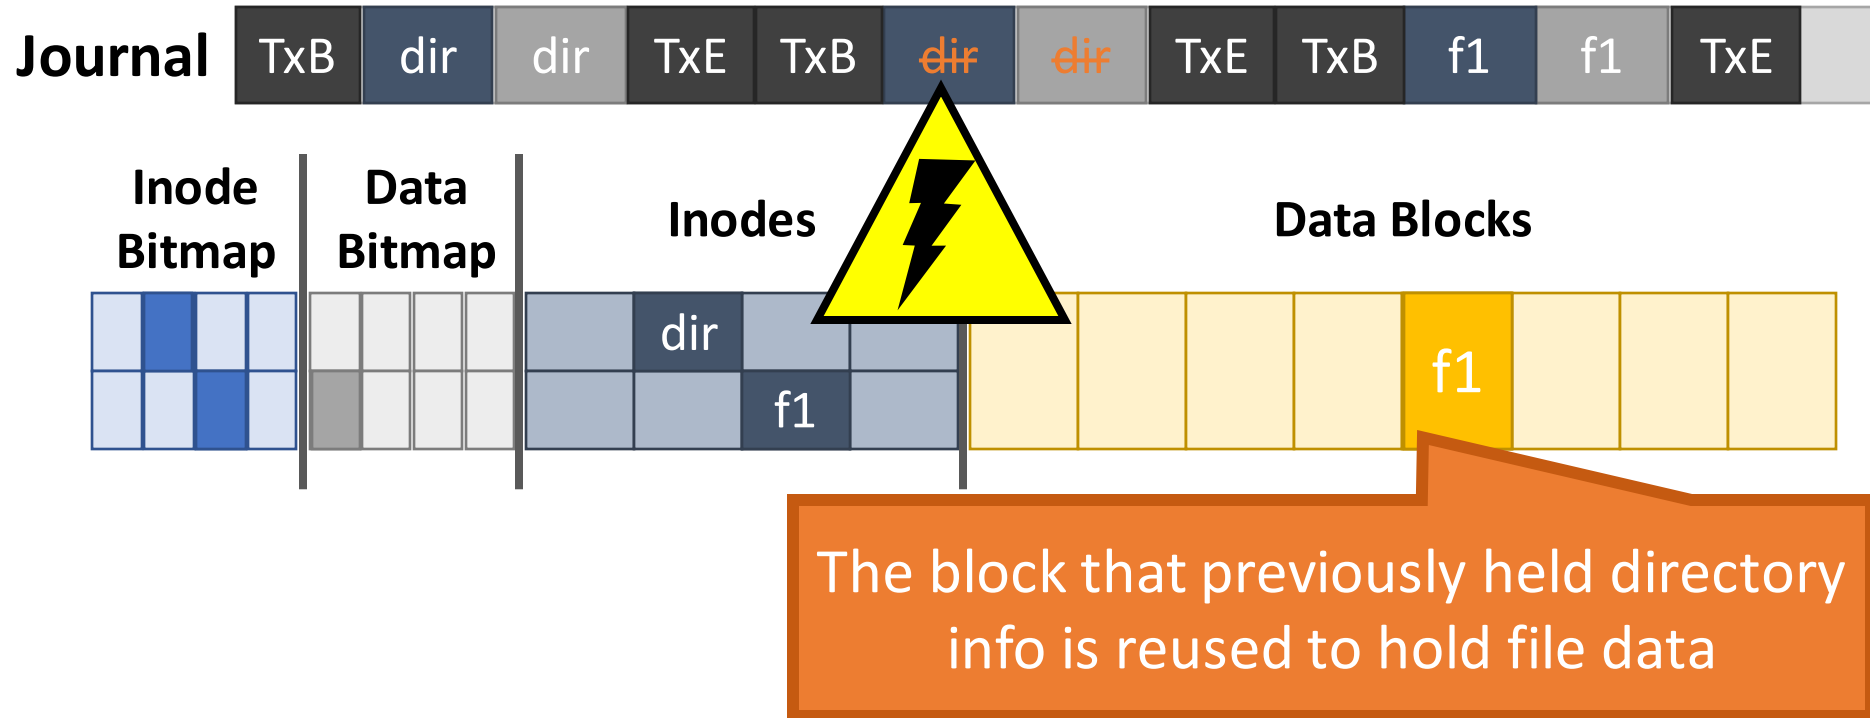 Journal TxB dir dir TxE TxB dir dir TxE TxB f1 f1 TxE
Inode
Bitmap
Data
Bitmap
Inodes
Data Blocks
dir
f1
f1
The block that previously held directory
info is reused to hold file data